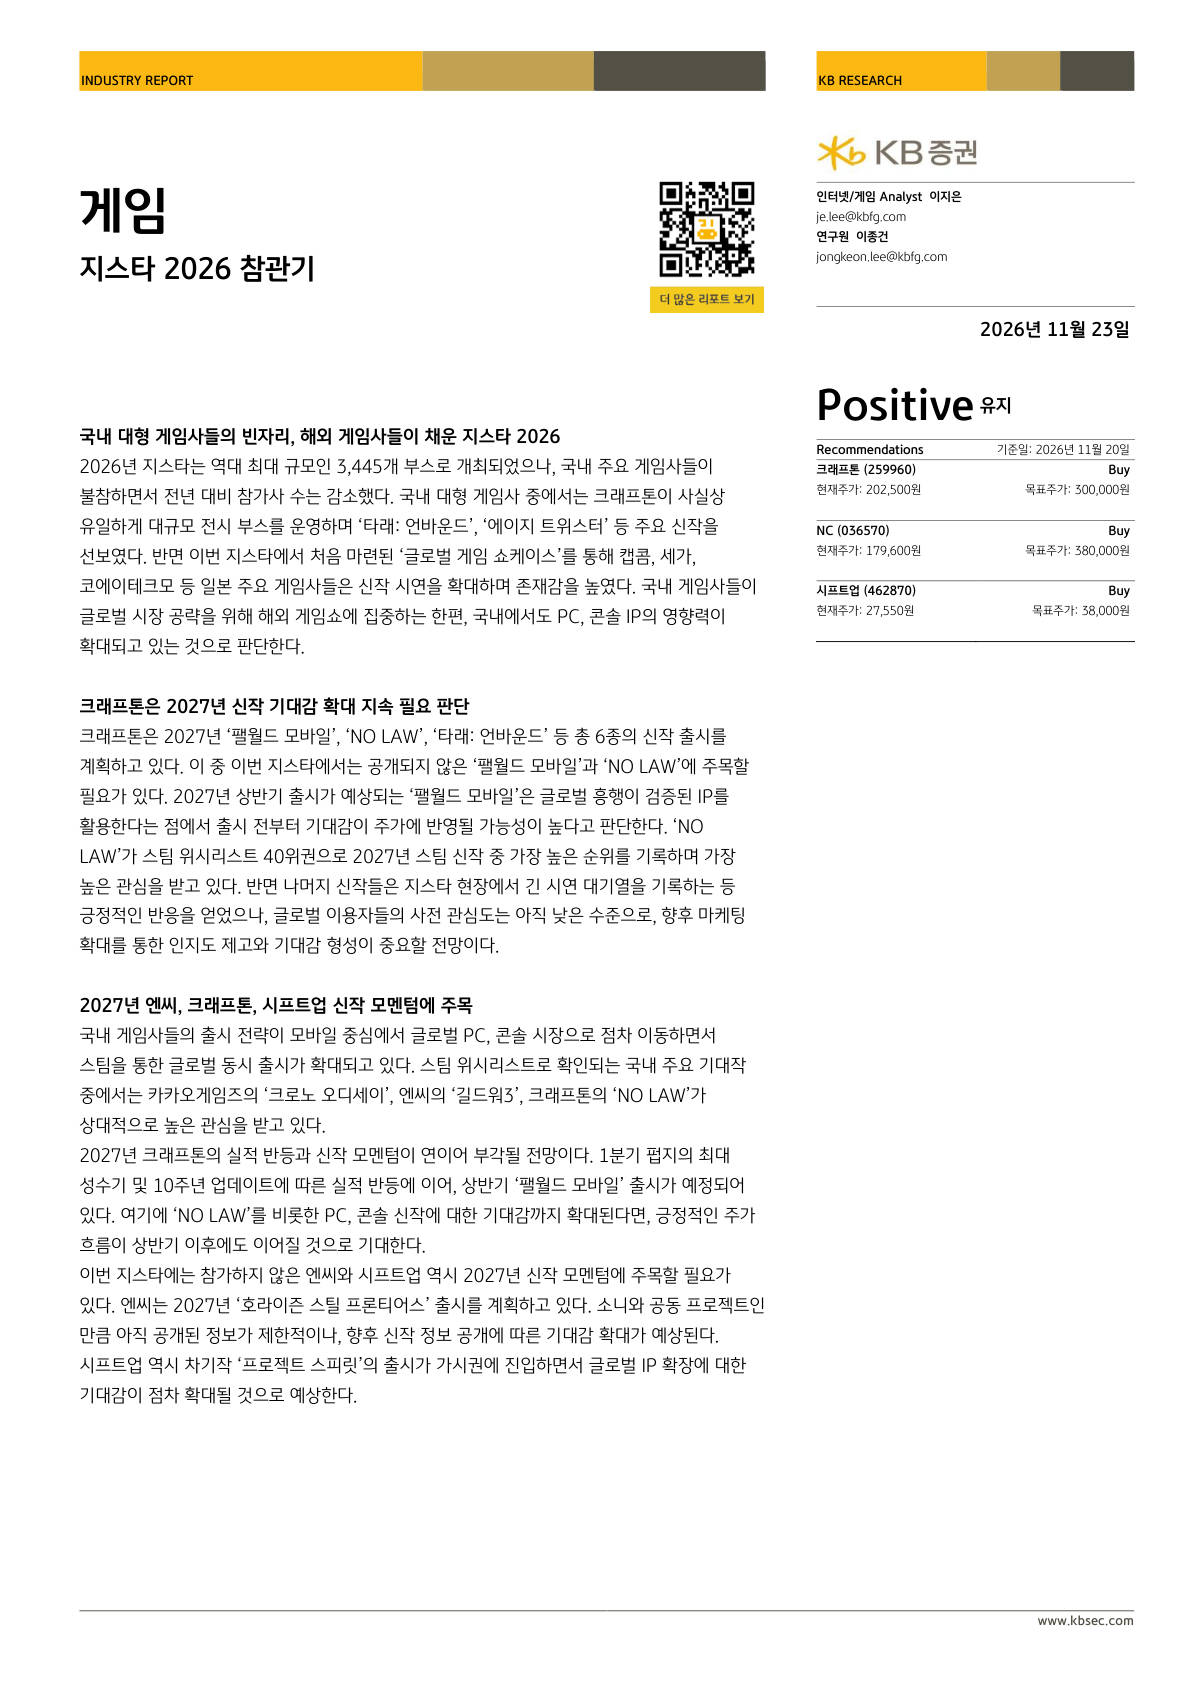 INDUSTRY REPORT
KB RESEARCH
게임
지스타 2026 참관기
더 많은 리포트 보기
KB 증권
인터넷/게임 Analyst 이지은
je.lee@kbfg.com
연구원 이종건
jongkeon.lee@kbfg.com
2026년 11월 23일
Positive 유지
Recommendations 기준일: 2026년 11월 20일
크래프톤 (259960) Buy
현재주가: 202,500원 목표주가: 300,000원
NC (036570) Buy
현재주가: 179,600원 목표주가: 380,000원
시프트업 (462870) Buy
현재주가: 27,550원 목표주가: 38,000원
국내 대형 게임사들의 빈자리, 해외 게임사들이 채운 지스타 2026
2026년 지스타는 역대 최대 규모인 3,445개 부스로 개최되었으나, 국내 주요 게임사들이
불참하면서 전년 대비 참가사 수는 감소했다. 국내 대형 게임사 중에서는 크래프톤이 사실상
유일하게 대규모 전시 부스를 운영하며 ‘타래: 언바운드’, ‘에이지 트위스터’ 등 주요 신작을
선보였다. 반면 이번 지스타에서 처음 마련된 ‘글로벌 게임 쇼케이스’를 통해 캡콤, 세가,
코에이테크모 등 일본 주요 게임사들은 신작 시연을 확대하며 존재감을 높였다. 국내 게임사들이
글로벌 시장 공략을 위해 해외 게임쇼에 집중하는 한편, 국내에서도 PC, 콘솔 IP의 영향력이
확대되고 있는 것으로 판단한다.
크래프톤은 2027년 신작 기대감 확대 지속 필요 판단
크래프톤은 2027년 ‘팰월드 모바일’, ‘NO LAW’, ‘타래: 언바운드’ 등 총 6종의 신작 출시를
계획하고 있다. 이 중 이번 지스타에서는 공개되지 않은 ‘팰월드 모바일’과 ‘NO LAW’에 주목할
필요가 있다. 2027년 상반기 출시가 예상되는 ‘팰월드 모바일’은 글로벌 흥행이 검증된 IP를
활용한다는 점에서 출시 전부터 기대감이 주가에 반영될 가능성이 높다고 판단한다. ‘NO
LAW’가 스팀 위시리스트 40위권으로 2027년 스팀 신작 중 가장 높은 순위를 기록하며 가장
높은 관심을 받고 있다. 반면 나머지 신작들은 지스타 현장에서 긴 시연 대기열을 기록하는 등
긍정적인 반응을 얻었으나, 글로벌 이용자들의 사전 관심도는 아직 낮은 수준으로, 향후 마케팅
확대를 통한 인지도 제고와 기대감 형성이 중요할 전망이다.
2027년 엔씨, 크래프톤, 시프트업 신작 모멘텀에 주목
국내 게임사들의 출시 전략이 모바일 중심에서 글로벌 PC, 콘솔 시장으로 점차 이동하면서
스팀을 통한 글로벌 동시 출시가 확대되고 있다. 스팀 위시리스트로 확인되는 국내 주요 기대작
중에서는 카카오게임즈의 ‘크로노 오디세이’, 엔씨의 ‘길드워3’, 크래프톤의 ‘NO LAW’가
상대적으로 높은 관심을 받고 있다.
2027년 크래프톤의 실적 반등과 신작 모멘텀이 연이어 부각될 전망이다. 1분기 펍지의 최대
성수기 및 10주년 업데이트에 따른 실적 반등에 이어, 상반기 ‘팰월드 모바일’ 출시가 예정되어
있다. 여기에 ‘NO LAW’를 비롯한 PC, 콘솔 신작에 대한 기대감까지 확대된다면, 긍정적인 주가
흐름이 상반기 이후에도 이어질 것으로 기대한다.
이번 지스타에는 참가하지 않은 엔씨와 시프트업 역시 2027년 신작 모멘텀에 주목할 필요가
있다. 엔씨는 2027년 ‘호라이즌 스틸 프론티어스’ 출시를 계획하고 있다. 소니와 공동 프로젝트인
만큼 아직 공개된 정보가 제한적이나, 향후 신작 정보 공개에 따른 기대감 확대가 예상된다.
시프트업 역시 차기작 ‘프로젝트 스피릿’의 출시가 가시권에 진입하면서 글로벌 IP 확장에 대한
기대감이 점차 확대될 것으로 예상한다.
www.kbsec.com